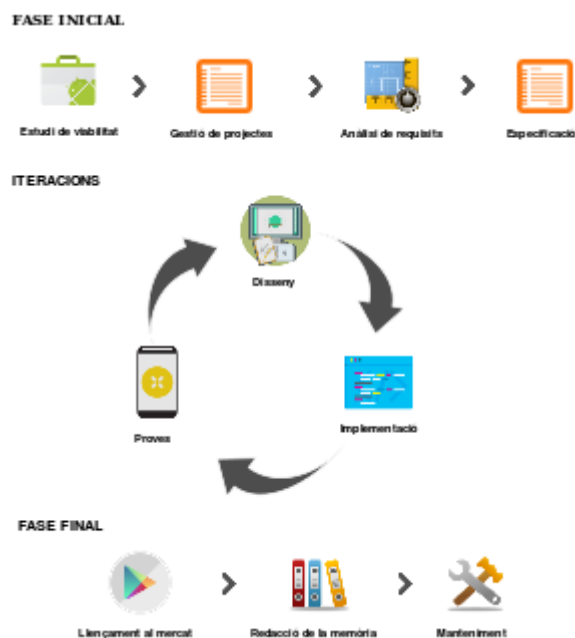 FASE INICIAL
Estudi de viabilitat
Gestió de projectes
Anàlisi de requisits
Especificació
ITERACIONS
Disseny
Implementació
Proves
FASE FINAL
Llençament al mercat
Redacció de la memòria
Manteniment